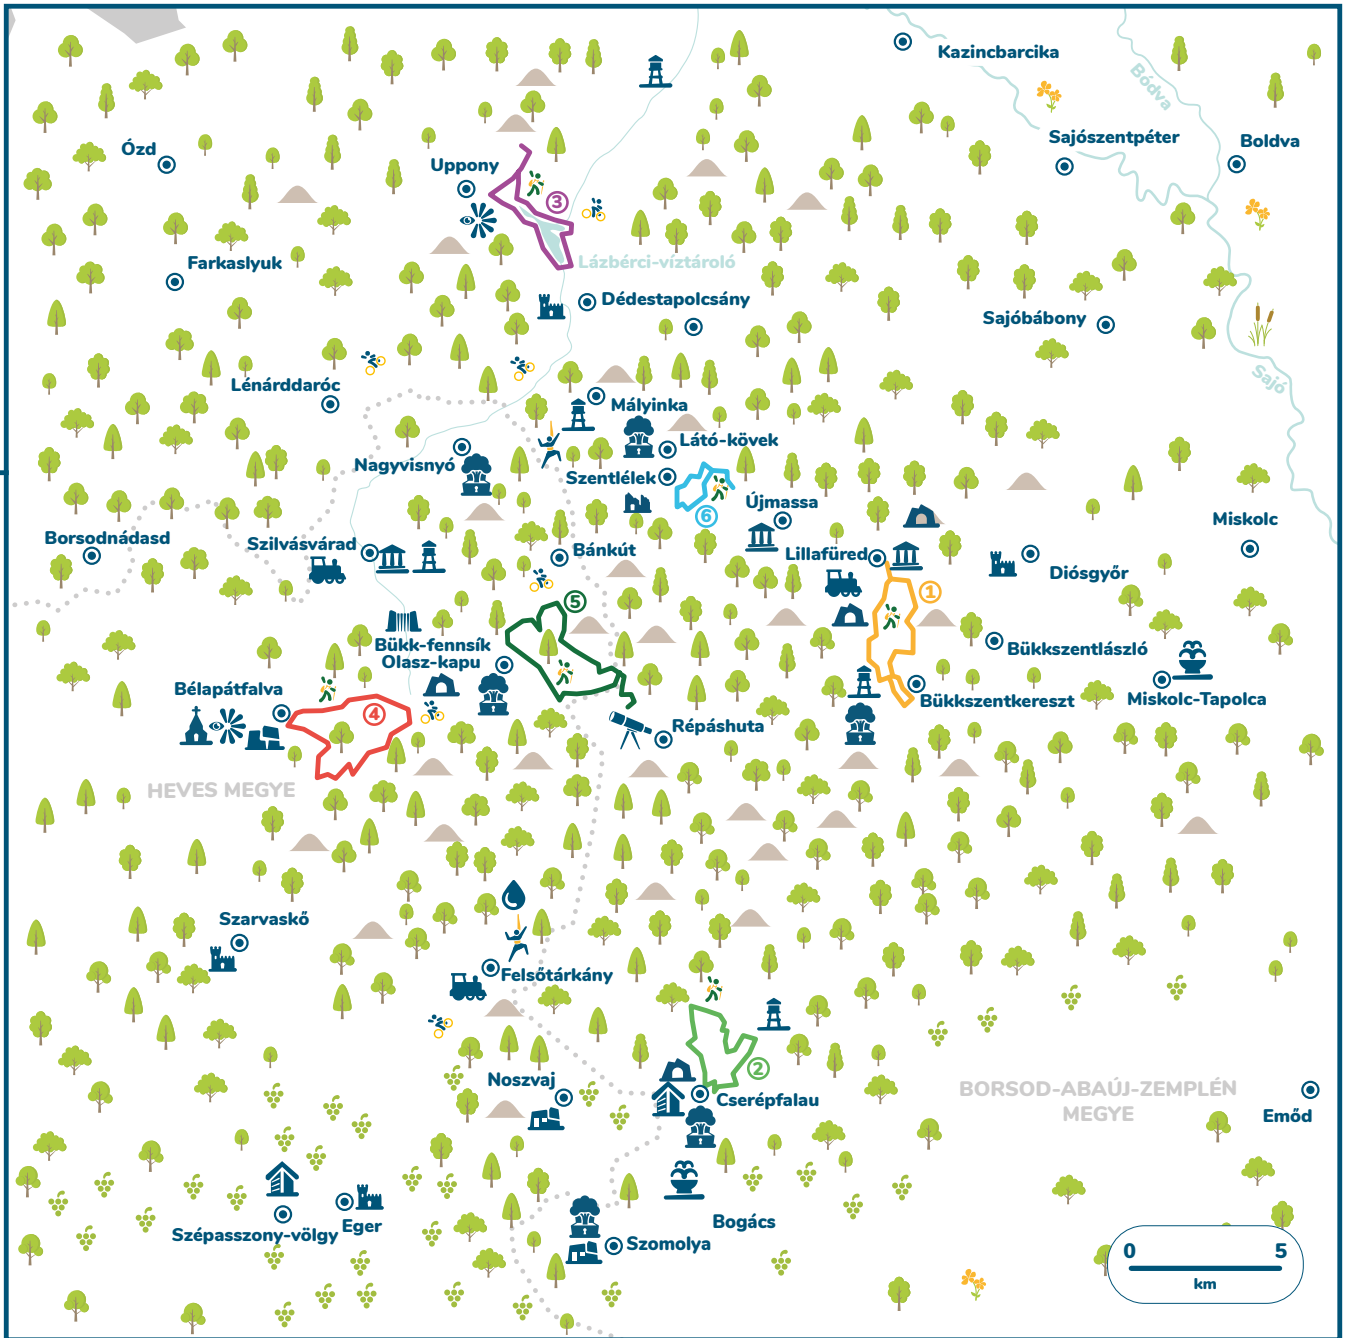 Kazincbarcika
Bódva
Sajószentpéter
Boldva
Ózd
Uppony
3
Lázbérci-víztároló
Farkaslyuk
Dédestapolcsány
Sajóbábony
Sajó
Lénárddaróc
Mályinka
Látó-kövek
Nagyvisnyó
Szentlélek
6
Újmassa
Miskolc
Borsodnádasd
Szilvásvárad
Bánkút
Lillafüred
Diósgyőr
5
1
Bükk-fennsík
Olasz-kapu
Bükkszentlászló
Bélapátfalva
4
Bükkszentkereszt
Miskolc-Tapolca
Répáshuta
HEVES MEGYE
Szarvaskő
Felsőtárkány
2
Noszvaj
Cserépfalau
BORSOD-ABAÚJ-ZEMPLÉN
MEGYE
Emőd
Szépasszony-völgy
Eger
Bogács
Szomolya
0 5
km